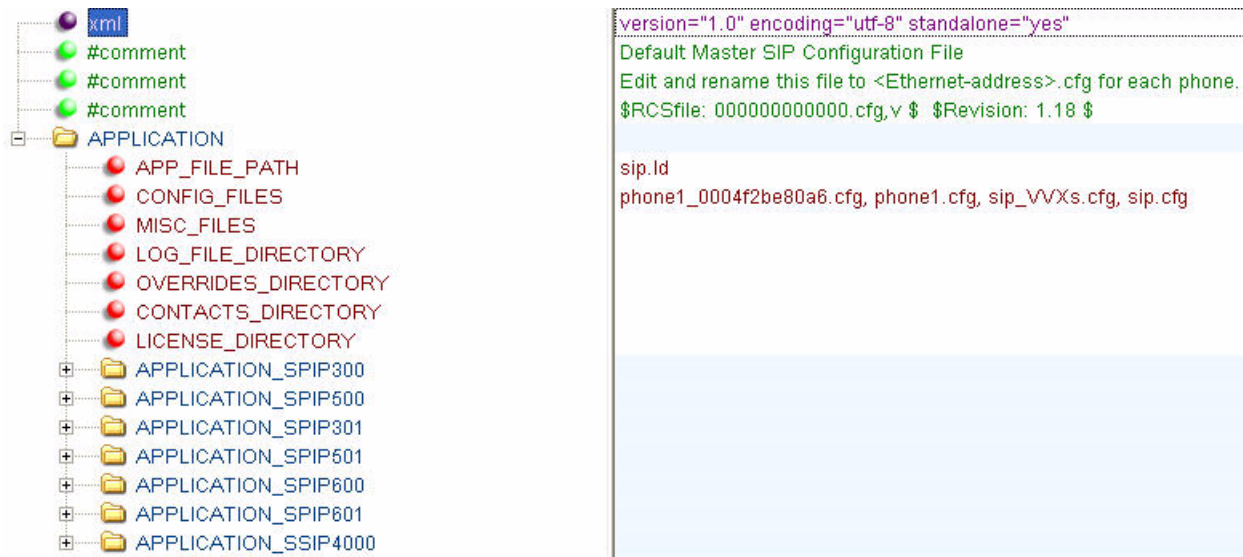 xml version="1.0" encoding="utf-8" standalone="yes"
#comment Default Master SIP Configuration File
#comment Edit and rename this file to <Ethernet-address>.cfg for each phone.
#comment $RCSfile: 000000000000.cfg,v $ $Revision: 1.18 $
APPLICATION
APP_FILE_PATH sip.ld
CONFIG_FILES phone1_0004f2be80a6.cfg, phone1.cfg, sip_VVXs.cfg, sip.cfg
MISC_FILES
LOG_FILE_DIRECTORY
OVERRIDES_DIRECTORY
CONTACTS_DIRECTORY
LICENSE_DIRECTORY
APPLICATION_SPIP300
APPLICATION_SPIP500
APPLICATION_SPIP301
APPLICATION_SPIP501
APPLICATION_SPIP600
APPLICATION_SPIP601
APPLICATION_SSIP4000